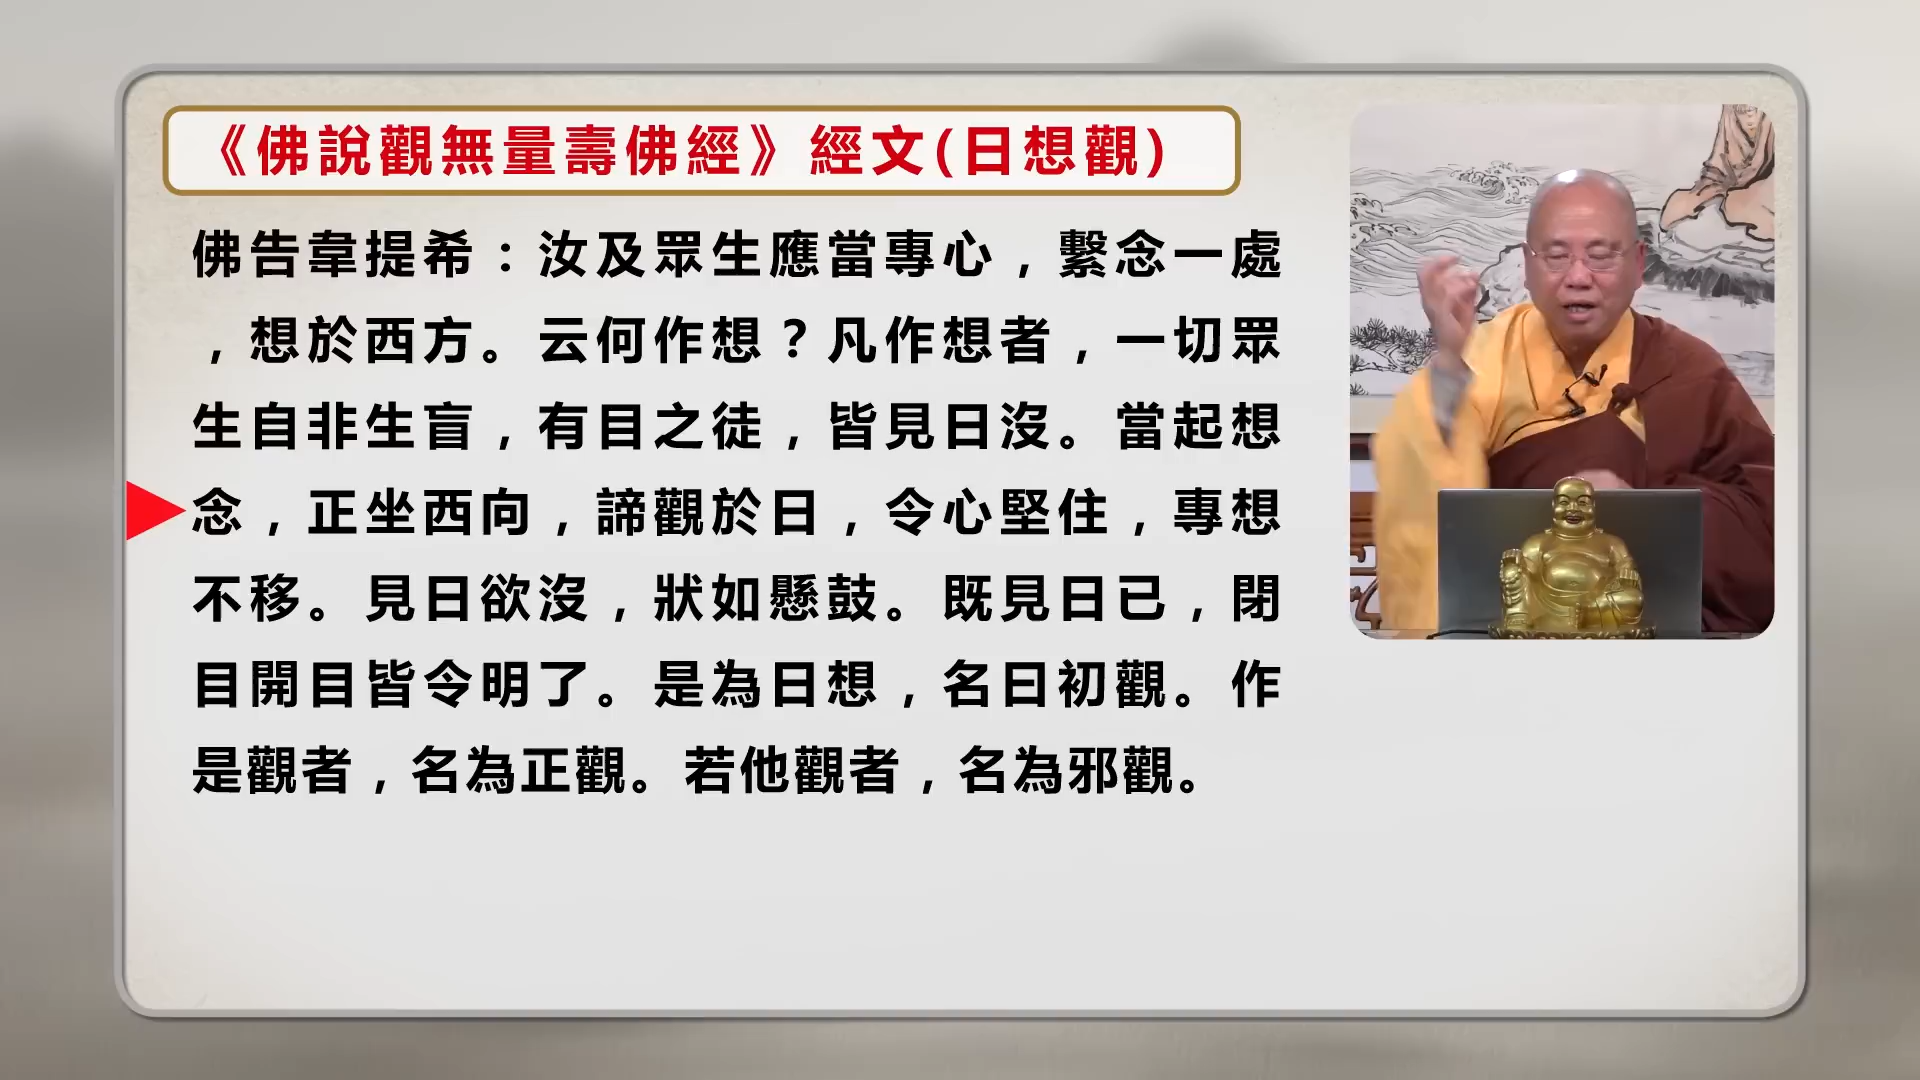 《佛說觀無量壽佛經》經文(日想觀)
佛告韋提希：汝及眾生應當專心，繫念一處
，想於西方。云何作想？凡作想者，一切眾
生自非生盲，有目之徒，皆見日沒。當起想
念，正坐西向，諦觀於日，令心堅住，專想
不移。見日欲沒，狀如懸鼓。既見日已，閉
目開目皆令明了。是為日想，名曰初觀。作
是觀者，名為正觀。若他觀者，名為邪觀。